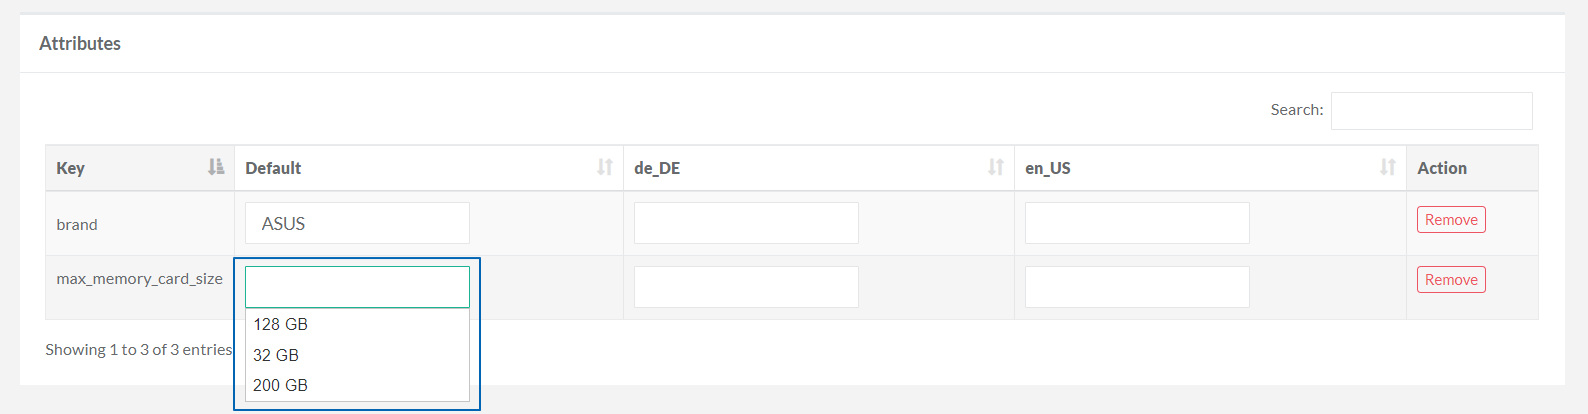 Attributes
Search:
Key Default de_DE en_US Action
brand ASUS Remove
max_memory_card_size Remove
128 GB
Showing 1 to 3 of 3 entries 32 GB
200 GB